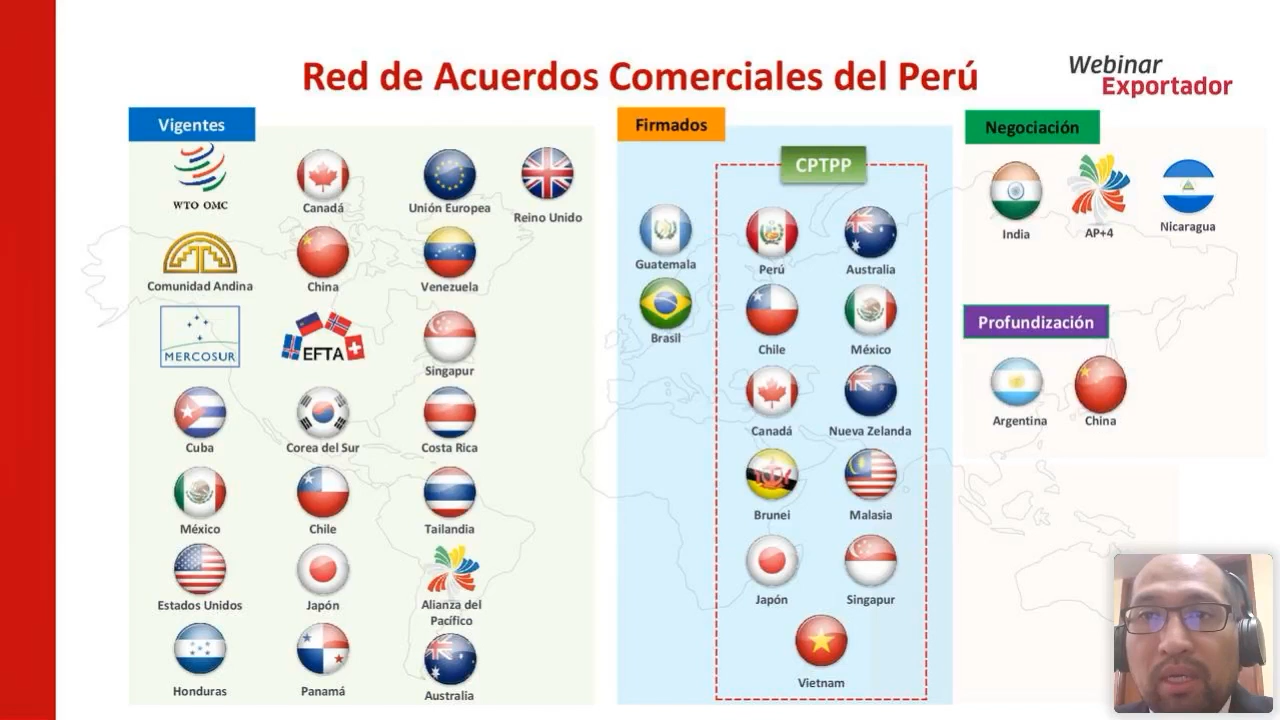 Red de Acuerdos Comerciales del Perú
Webinar
Exportador
Vigentes
WTO OMC
Canadá
Unión Europea
Reino Unido
Comunidad Andina
China
Venezuela
MERCOSUR
EFTA
Singapur
Cuba
Corea del Sur
Costa Rica
México
Chile
Tailandia
Estados Unidos
Japón
Alianza del
Pacífico
Honduras
Panamá
Australia
Firmados
CPTPP
Guatemala
Perú
Australia
Brasil
Chile
México
Canadá
Nueva Zelanda
Brunei
Malasia
Japón
Singapur
Vietnam
Negociación
India
AP+4
Nicaragua
Profundización
Argentina
China